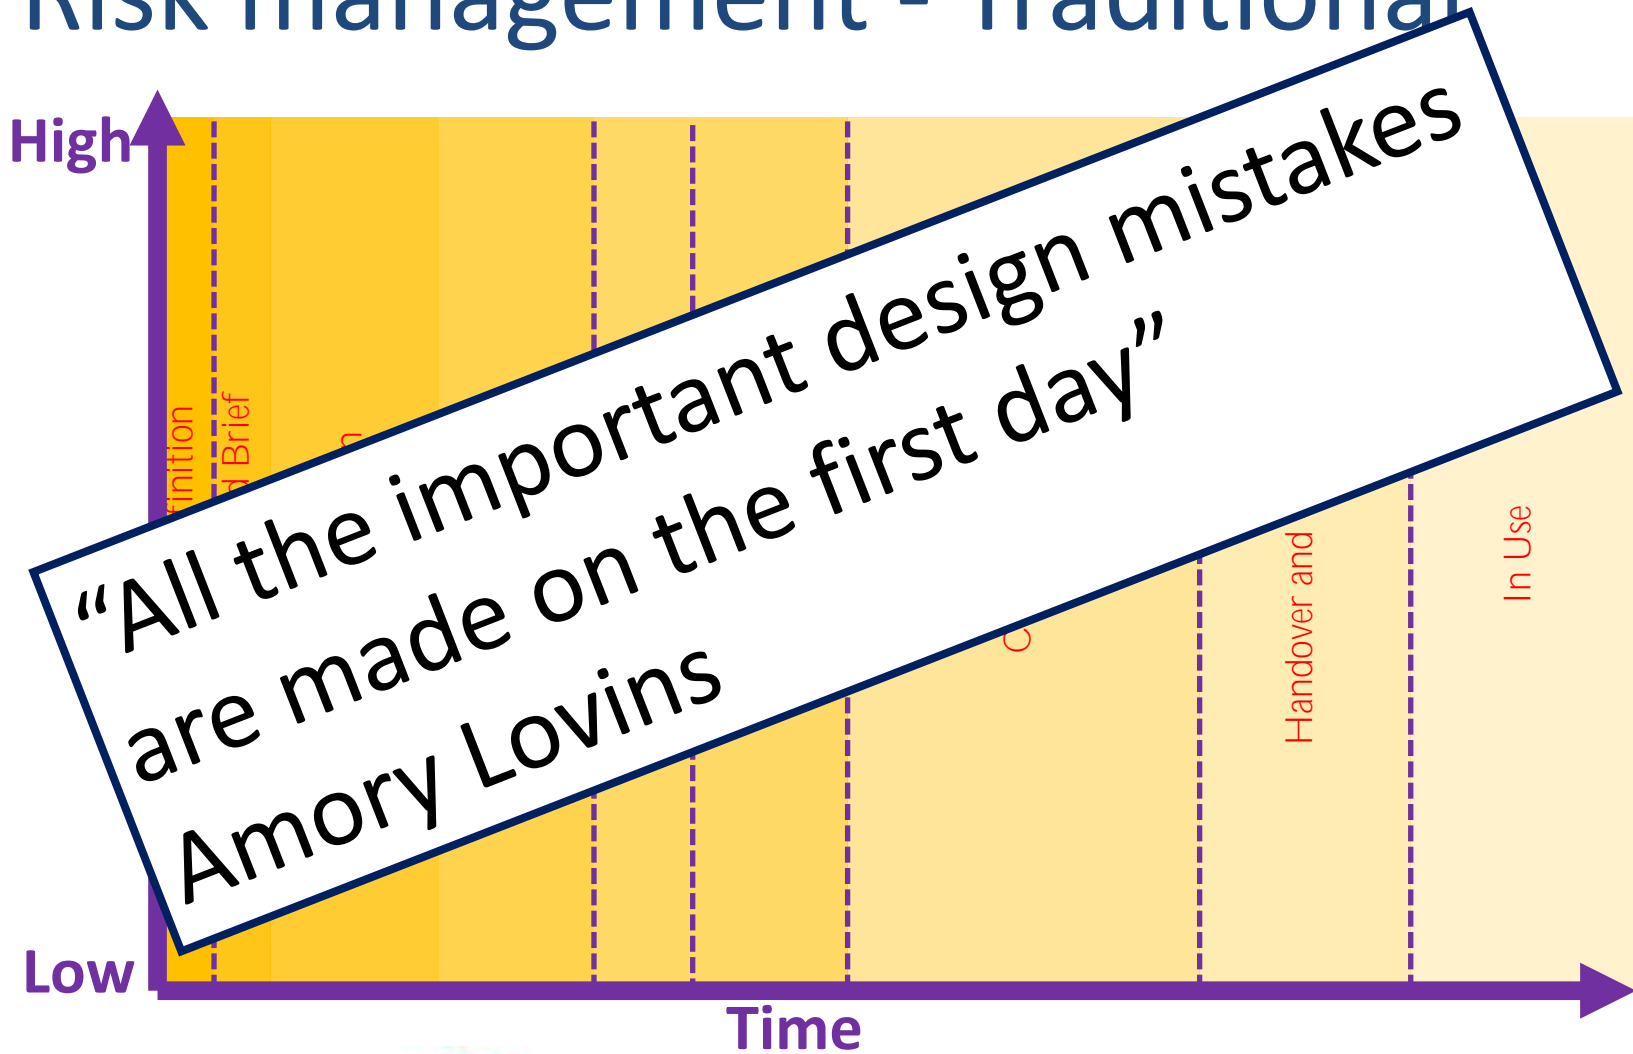 Risk management - Traditional
High
Brief
“All the important design mistakes
are made on the first day”
Amory Lovins
Handover and
In Use
Low
Time